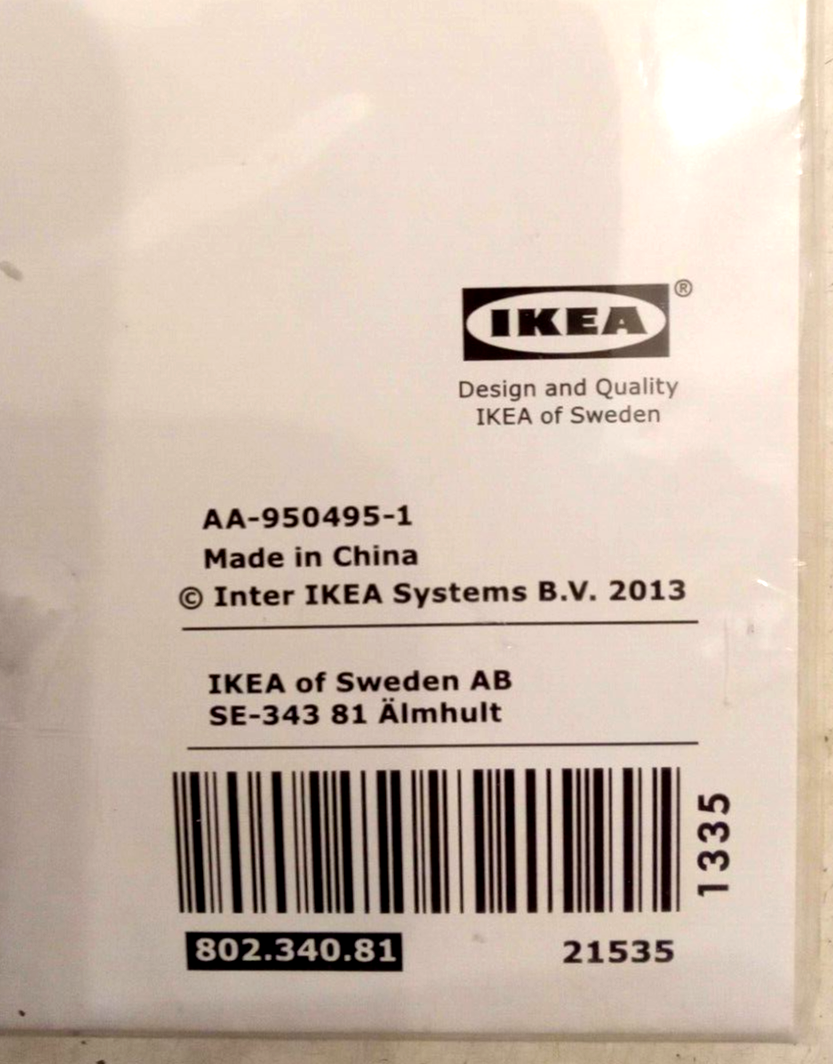 IKEA®
Design and Quality
IKEA of Sweden
AA-950495-1
Made in China
© Inter IKEA Systems B.V. 2013
IKEA of Sweden AB
SE-343 81 Älmhult
1335
802.340.81 21535